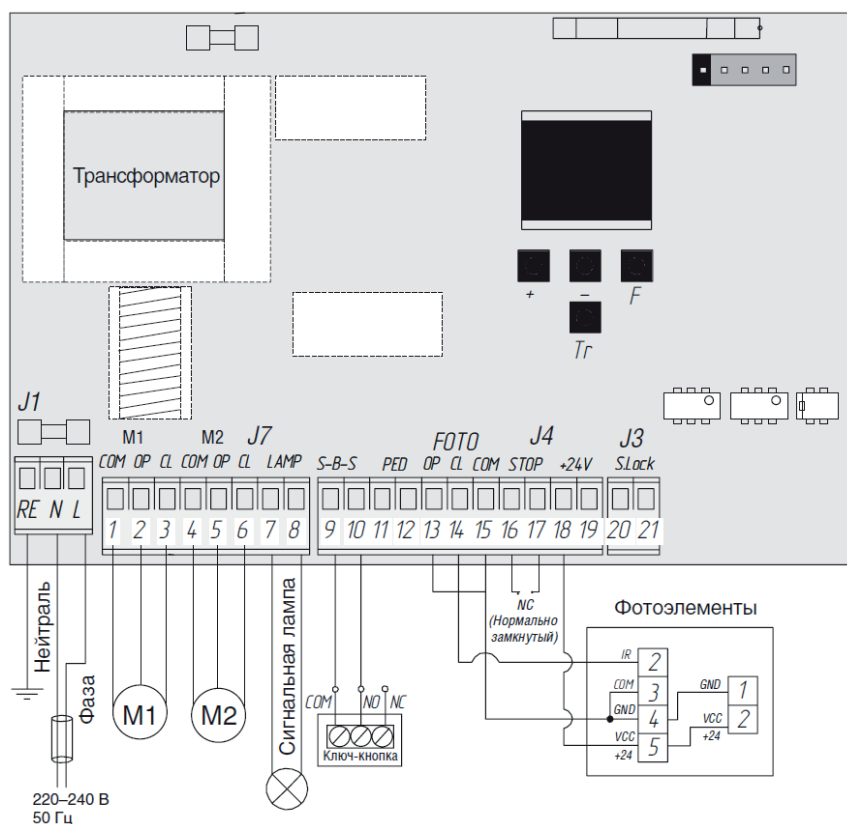 Трансформатор
+
–
F
Tr
J1
M1
M2
J7
FOTO
J4
J3
COM OP CL COM OP CL LAMP
S-B-S PED OP CL COM STOP +24V
S.Lock
RE N L
1 2 3 4 5 6 7 8
9 10 11 12 13 14 15 16 17 18 19
20 21
Нейтраль
Фаза
220–240 В
50 Гц
M1
M2
Сигнальная лампа
COM
NO
NC
Ключ-кнопка
NC
(Нормально
замкнутый)
Фотоэлементы
IR 2
COM 3
GND 4
VCC
+24
5
GND 1
VCC
+24
2